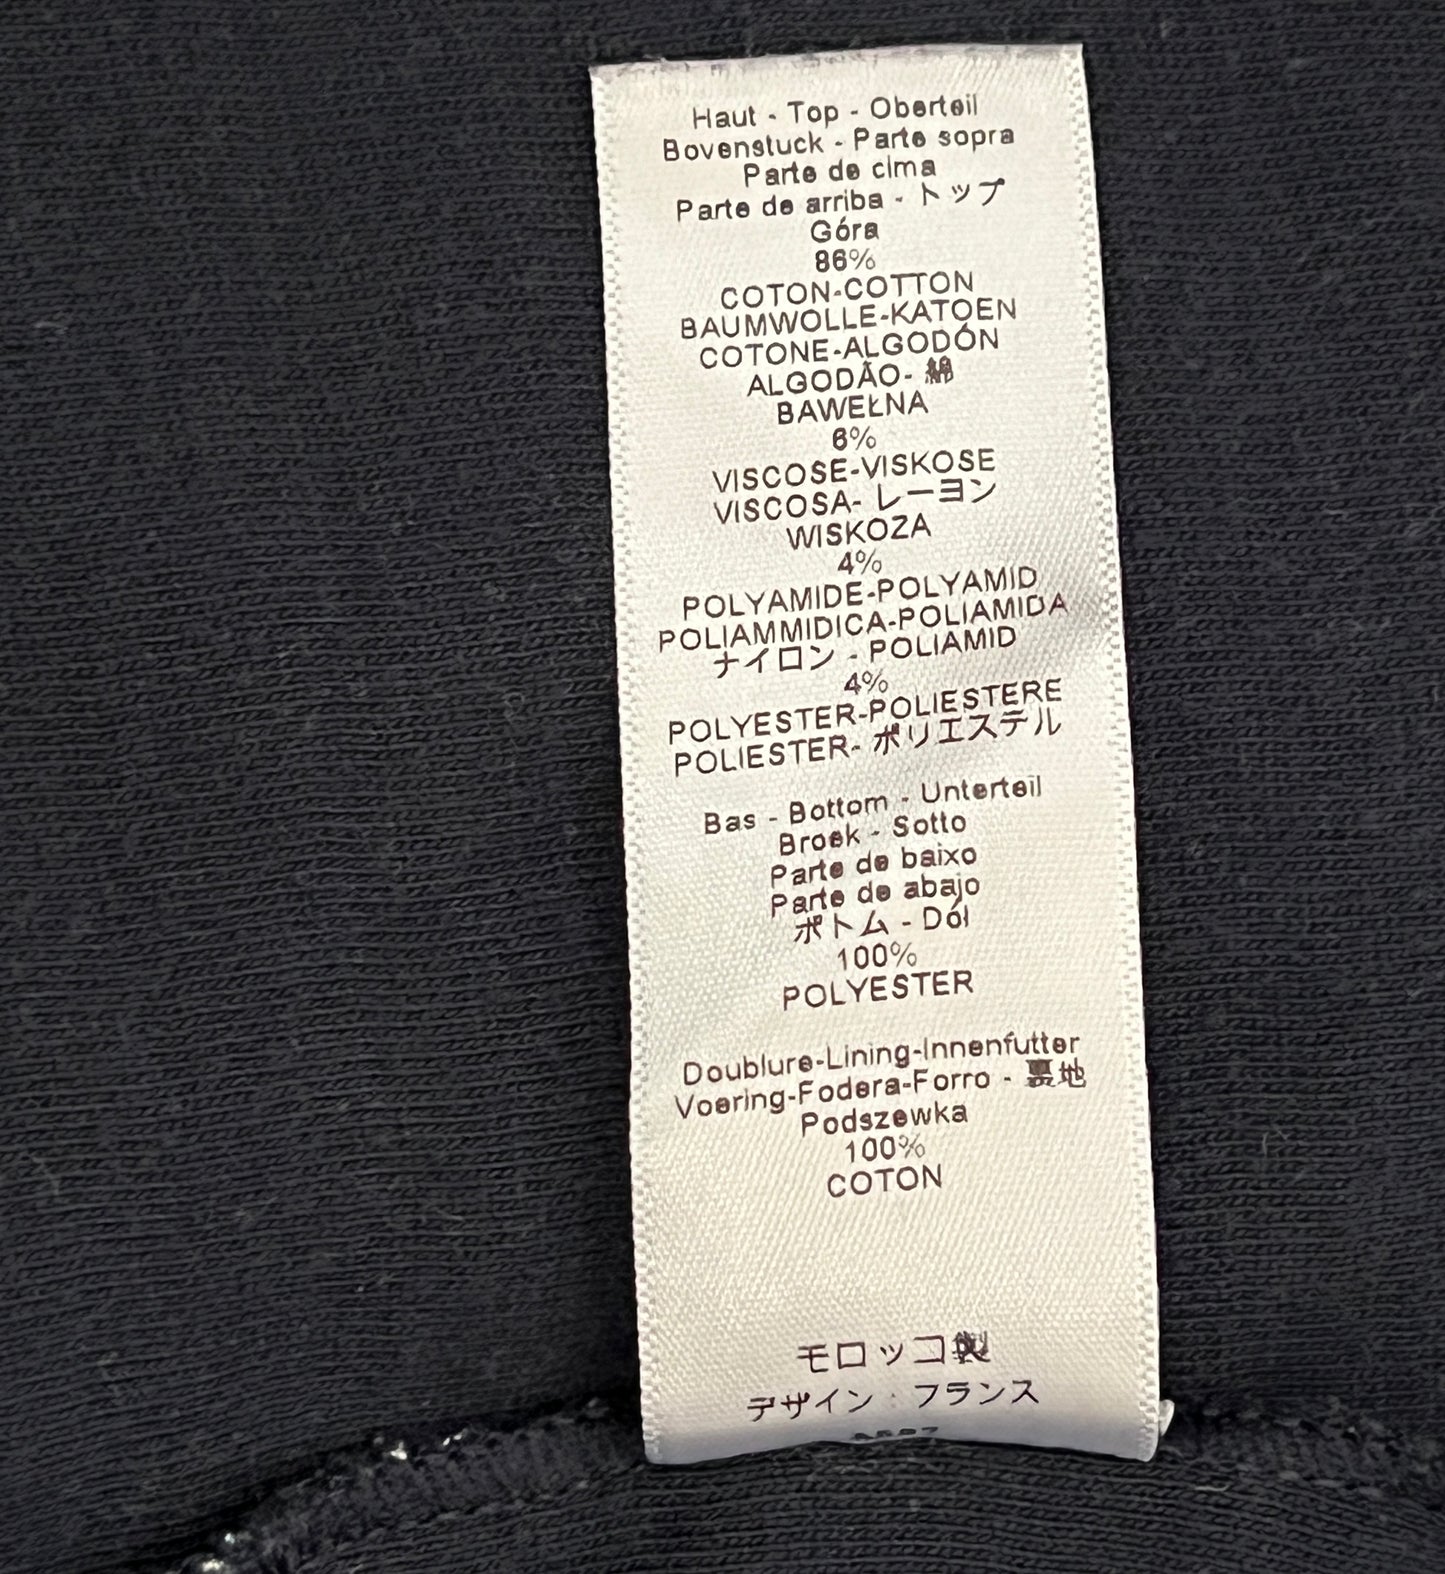 Haut - Top - Oberteil
Bovenstuck - Parte sopra
Parte de cima
Parte de arriba - トップ
Góra
86%
COTON-COTTON
BAUMWOLLE-KATOEN
COTONE-ALGODÓN
ALGODÃO- 綿
BAWEŁNA
6%
VISCOSE-VISKOSE
VISCOSA- レーヨン
WISKOZA
4%
POLYAMIDE-POLYAMID
POLIAMMIDICA-POLIAMIDA
ナイロン - POLIAMID
4%
POLYESTER-POLIESTERE
POLIESTER- ポリエステル
Bas - Bottom - Unterteil
Broek - Sotto
Parte de baixo
Parte de abajo
ボトム - Dół
100%
POLYESTER
Doublure-Lining-Innenfutter
Voering-Fodera-Forro - 裏地
Podszewka
100%
COTON
モロッコ製
デザイン : フランス